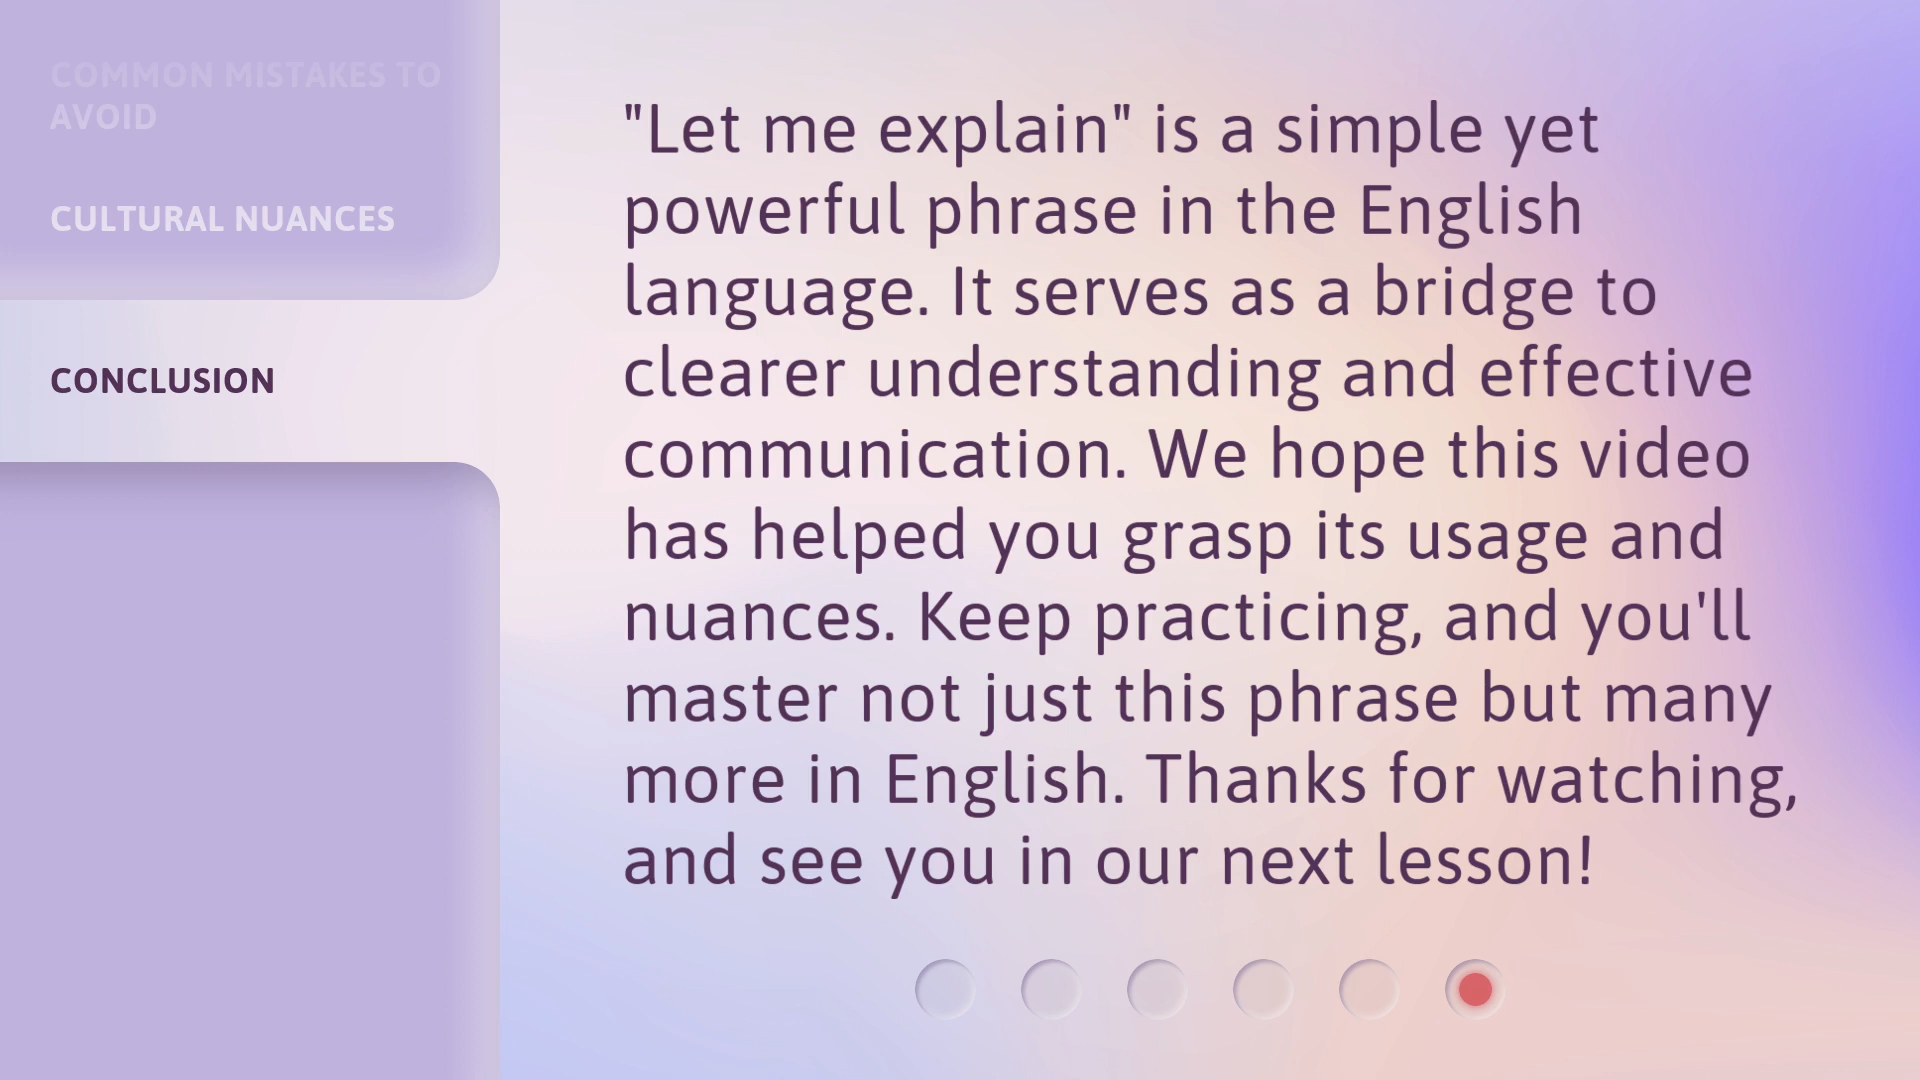 COMMON MISTAKES TO
AVOID
CULTURAL NUANCES
CONCLUSION
"Let me explain" is a simple yet
powerful phrase in the English
language. It serves as a bridge to
clearer understanding and effective
communication. We hope this video
has helped you grasp its usage and
nuances. Keep practicing, and you'll
master not just this phrase but many
more in English. Thanks for watching,
and see you in our next lesson!